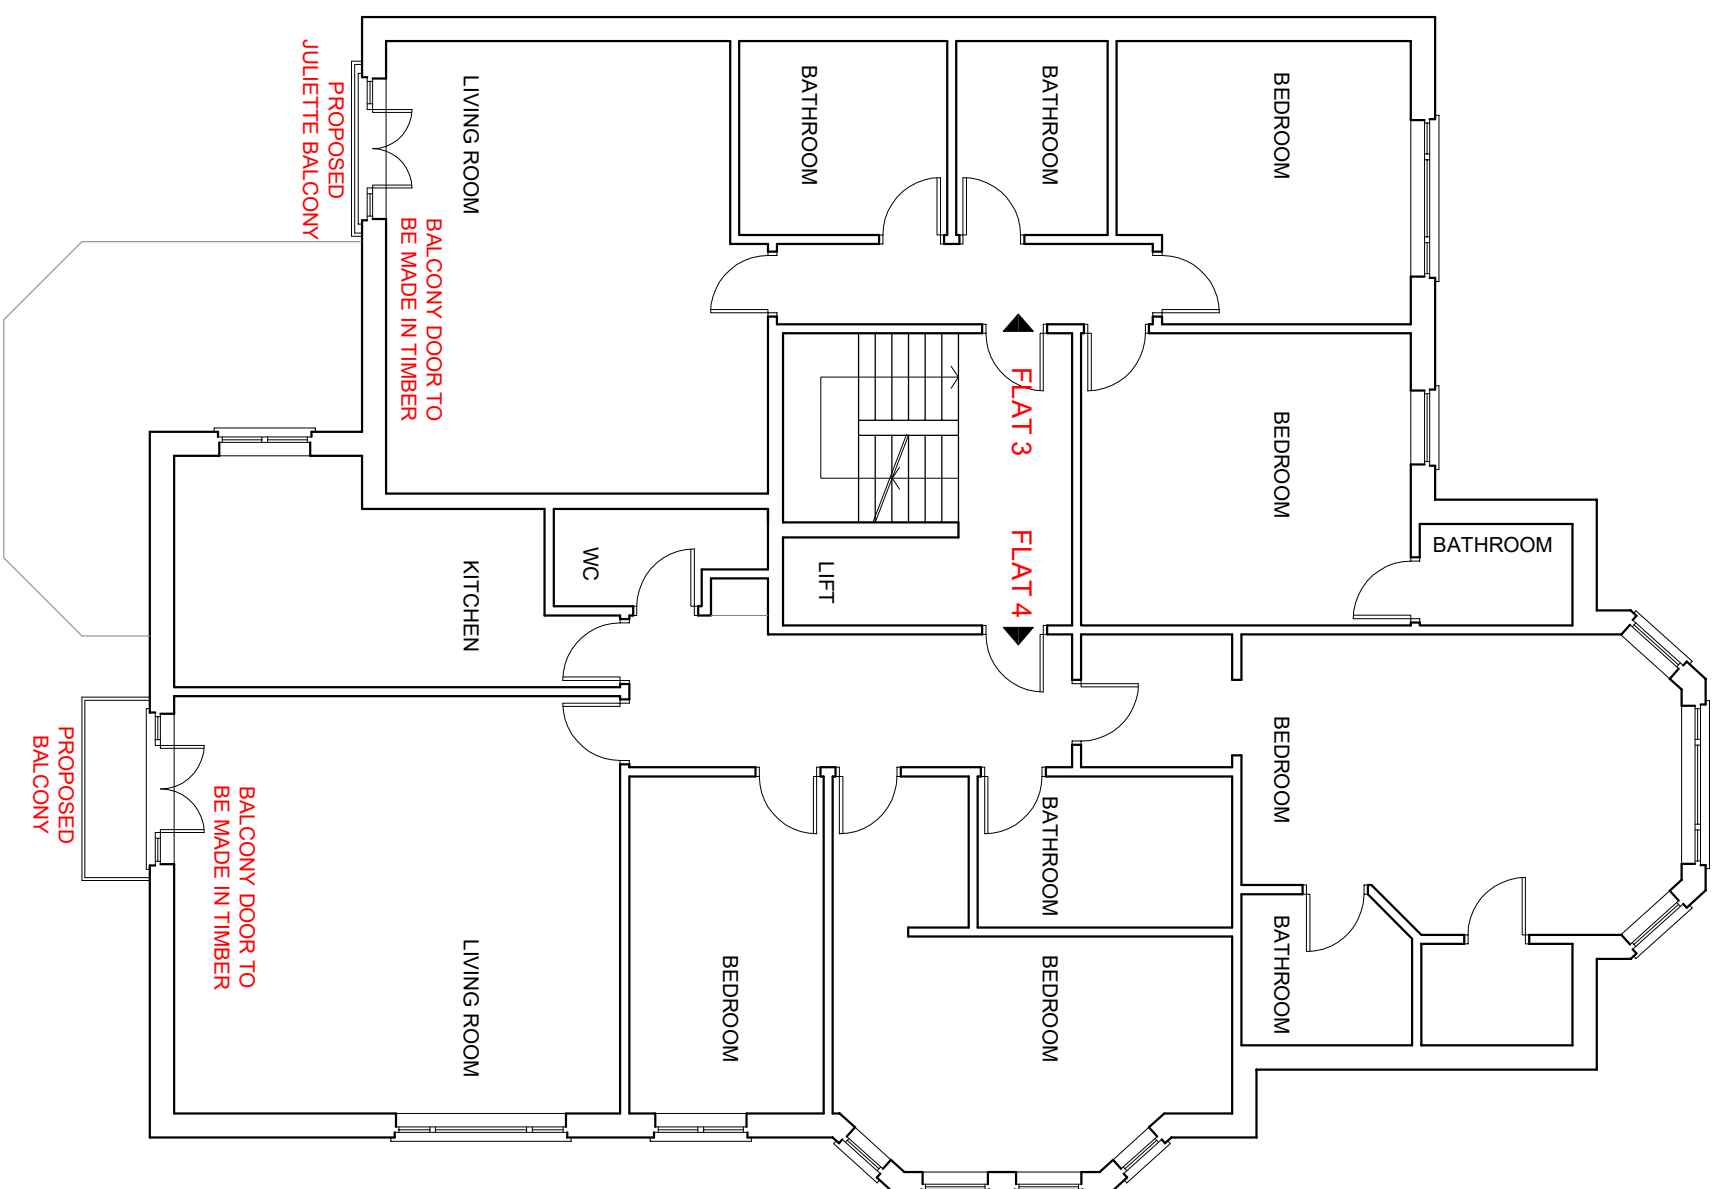 PROPOSED
JULIETTE BALCONY
LIVING ROOM
BATHROOM
BATHROOM
BEDROOM
BALCONY DOOR TO
BE MADE IN TIMBER
FLAT 3
BEDROOM
FLAT 4
BATHROOM
WC
LIFT
KITCHEN
PROPOSED
BALCONY
BALCONY DOOR TO
BE MADE IN TIMBER
LIVING ROOM
BEDROOM
BATHROOM
BEDROOM
BEDROOM
BATHROOM